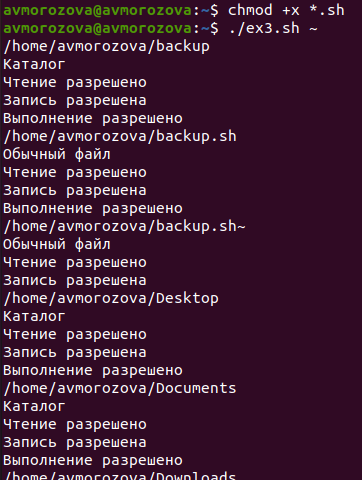 avmorozova@avmorozova:~$ chmod +x *.sh
avmorozova@avmorozova:~$ ./ex3.sh ~
/home/avmorozova/backup
Каталог
Чтение разрешено
Запись разрешена
Выполнение разрешено
/home/avmorozova/backup.sh
Обычный файл
Чтение разрешено
Запись разрешена
Выполнение разрешено
/home/avmorozova/backup.sh~
Обычный файл
Чтение разрешено
Запись разрешена
/home/avmorozova/Desktop
Каталог
Чтение разрешено
Запись разрешена
Выполнение разрешено
/home/avmorozova/Documents
Каталог
Чтение разрешено
Запись разрешена
Выполнение разрешено
/home/avmorozova/Downloads